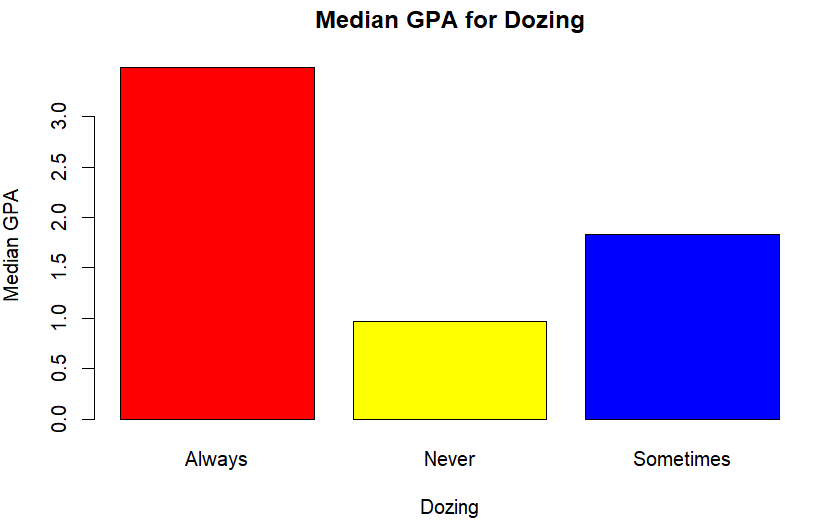 Median GPA for Dozing
Median GPA
3.0
2.5
2.0
1.5
1.0
0.5
0.0
Always Never Sometimes
Dozing